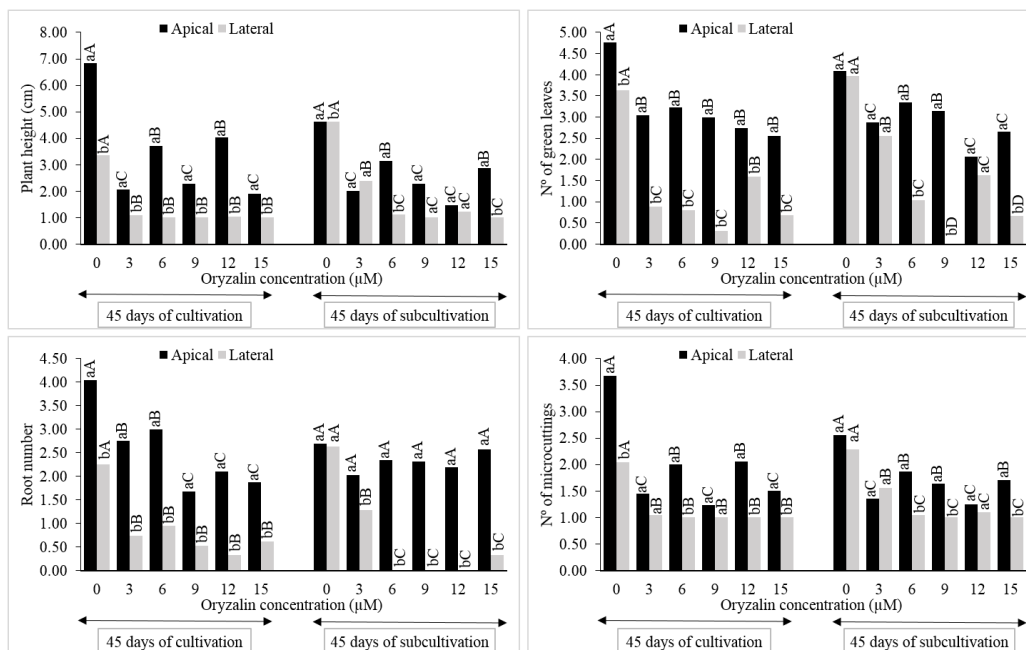 Apical Lateral
Plant height (cm)
8.00
7.00
6.00
5.00
4.00
3.00
2.00
1.00
0.00
aA bA aC bB aB bB aC bB aB bB aC bB aA bA aC aB aB bC aC aC aC aC aB bC
0 3 6 9 12 15 0 3 6 9 12 15
Oryzalin concentration (µM)
45 days of cultivation 45 days of subcultivation
Apical Lateral
Nº of green leaves
5.00
4.50
4.00
3.50
3.00
2.50
2.00
1.50
1.00
0.50
0.00
aA bA aB bC aB bC aB bC aB bB aB bC aA aA aC aB aB bC aB bD aC aC aB bD
0 3 6 9 12 15 0 3 6 9 12 15
Oryzalin concentration (µM)
45 days of cultivation 45 days of subcultivation
Apical Lateral
Root number
4.50
4.00
3.50
3.00
2.50
2.00
1.50
1.00
0.50
0.00
aA bA aB bB aB bB aC bB aC bB aC bB aA aA aA bB aA bC aA bC aA bC aA bC
0 3 6 9 12 15 0 3 6 9 12 15
Oryzalin concentration (µM)
45 days of cultivation 45 days of subcultivation
Apical Lateral
Nº of microcuttings
4.00
3.50
3.00
2.50
2.00
1.50
1.00
0.50
0.00
aA bA aC aB aB bB aC aB aB bB aC bB aA aA aC aB aB bC aB bC aC aC aB bC
0 3 6 9 12 15 0 3 6 9 12 15
Oryzalin concentration (µM)
45 days of cultivation 45 days of subcultivation